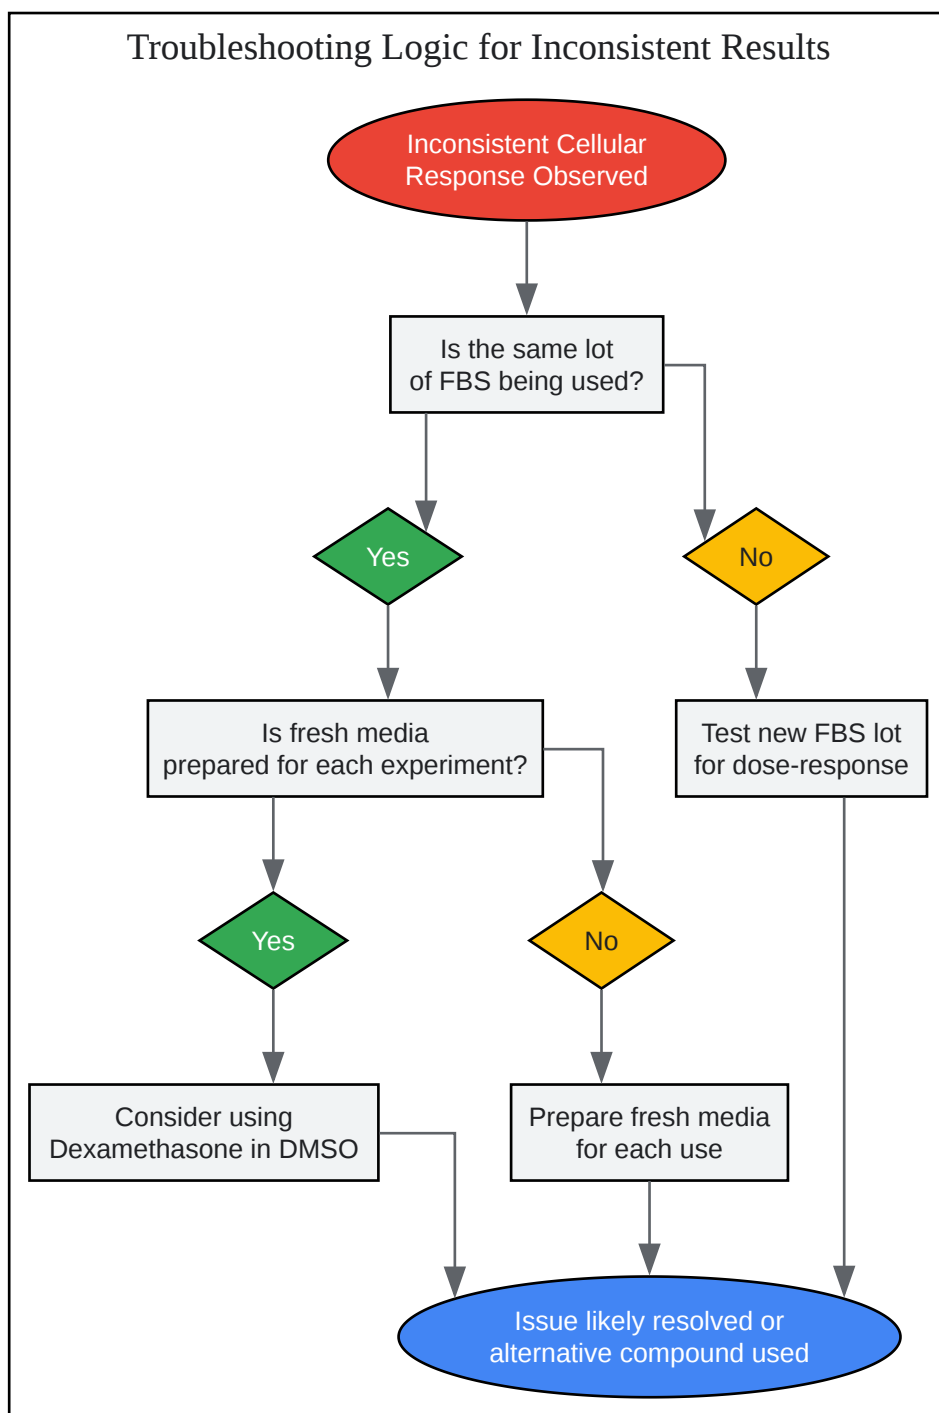 Troubleshooting Logic for Inconsistent Results
Inconsistent Cellular
Response Observed
Is the same lot
of FBS being used?
Yes
No
Is fresh media
prepared for each experiment?
Test new FBS lot
for dose-response
Yes
No
Consider using
Dexamethasone in DMSO
Prepare fresh media
for each use
Issue likely resolved or
alternative compound used